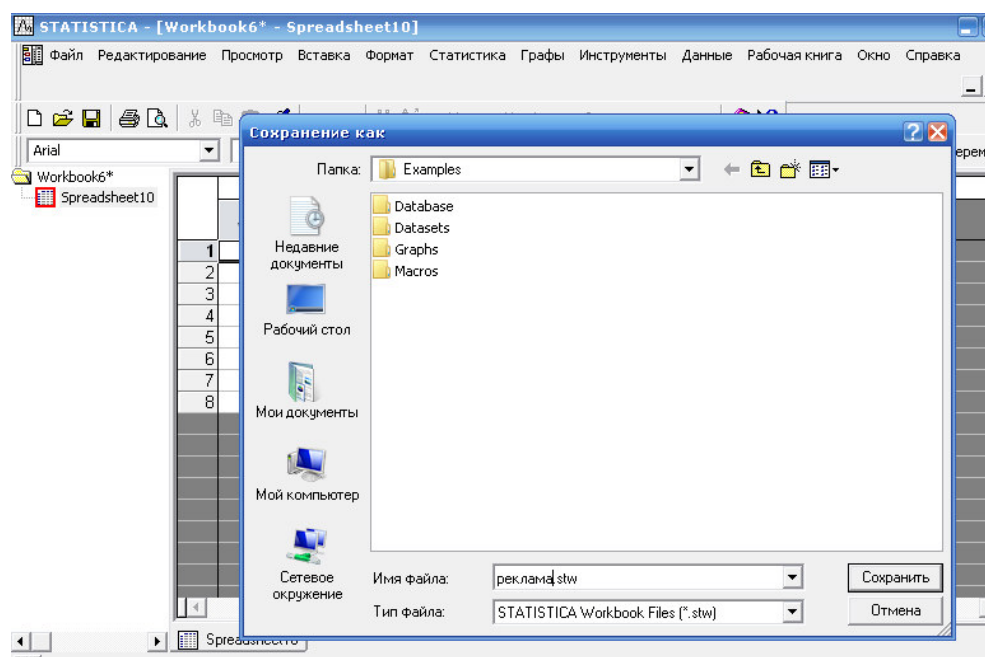 STATISTICA - [Workbook6* - Spreadsheet10]
Файл Редактирование Просмотр Вставка Формат Статистика Графы Инструменты Данные Рабочая книга Окно Справка
Arial
Workbook6*
Spreadsheet10
1
2
3
4
5
6
7
8
Сохранение как
Папка: Examples
Недавние документы
Рабочий стол
Мои документы
Мой компьютер
Сетевое окружение
Database
Datasets
Graphs
Macros
Имя файла: реклама.stw
Сохранить
Тип файла: STATISTICA Workbook Files (*.stw)
Отмена